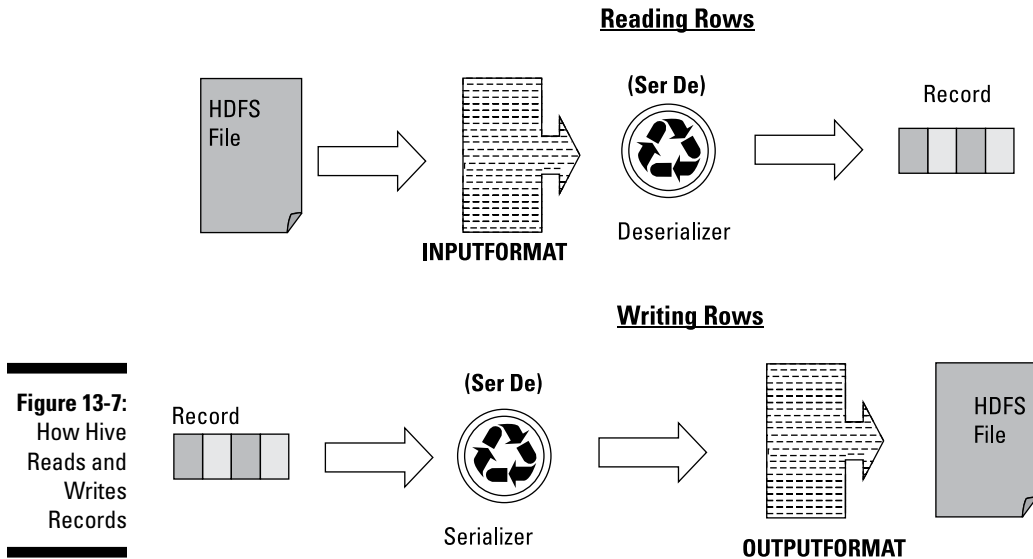 Reading Rows
HDFS
File
(Ser De)
Record
Deserializer
INPUTFORMAT
Writing Rows
Figure 13-7:
How Hive
Reads and
Writes
Records
Record
(Ser De)
Serializer
HDFS
File
OUTPUTFORMAT